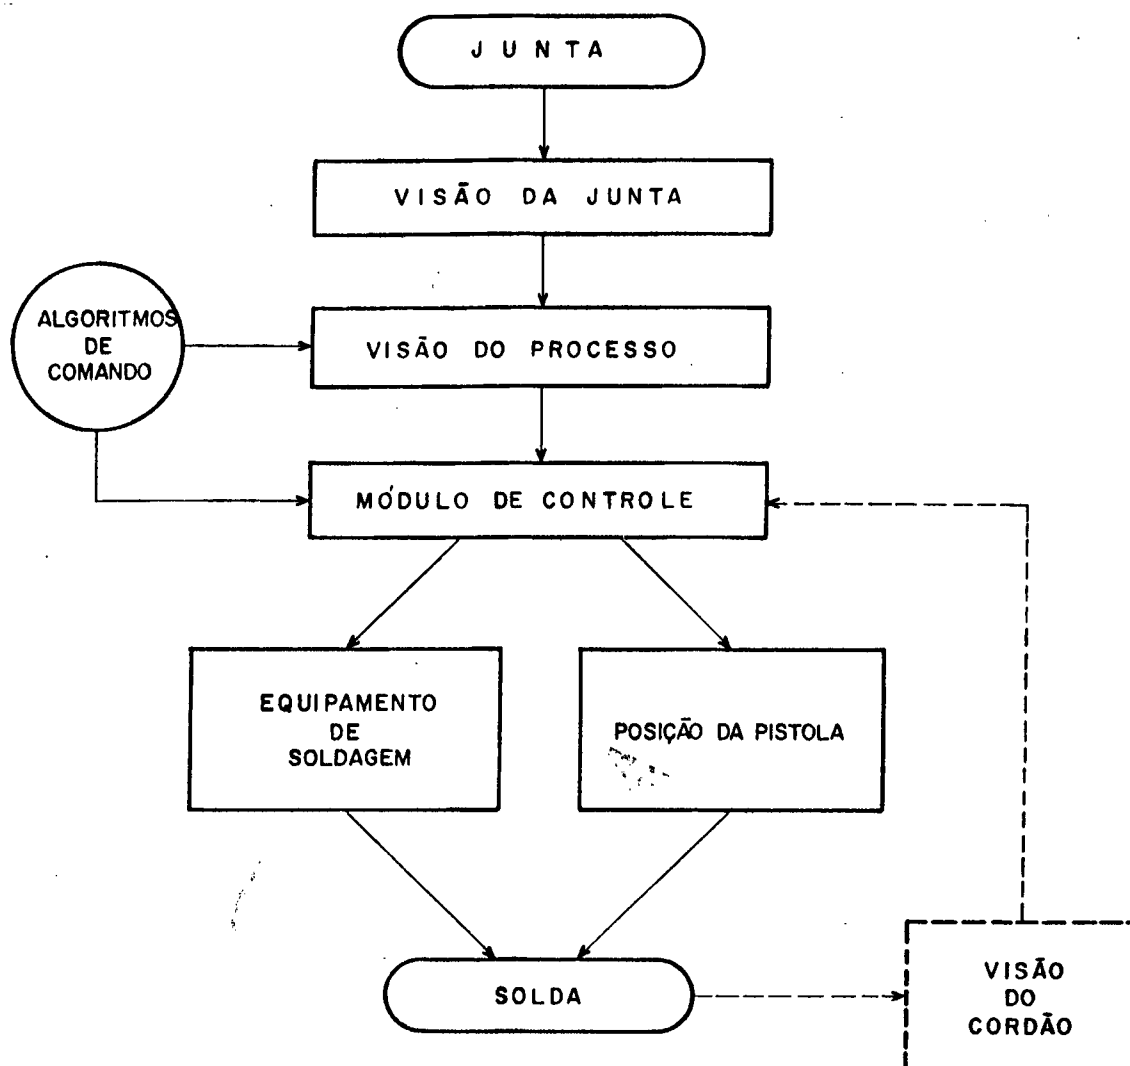 JUNTA
VISÃO DA JUNTA
ALGORITMOS
DE
COMANDO
VISÃO DO PROCESSO
MÓDULO DE CONTROLE
EQUIPAMENTO
DE
SOLDAGEM
POSIÇÃO DA PISTOLA
SOLDA
VISÃO
DO
CORDÃO